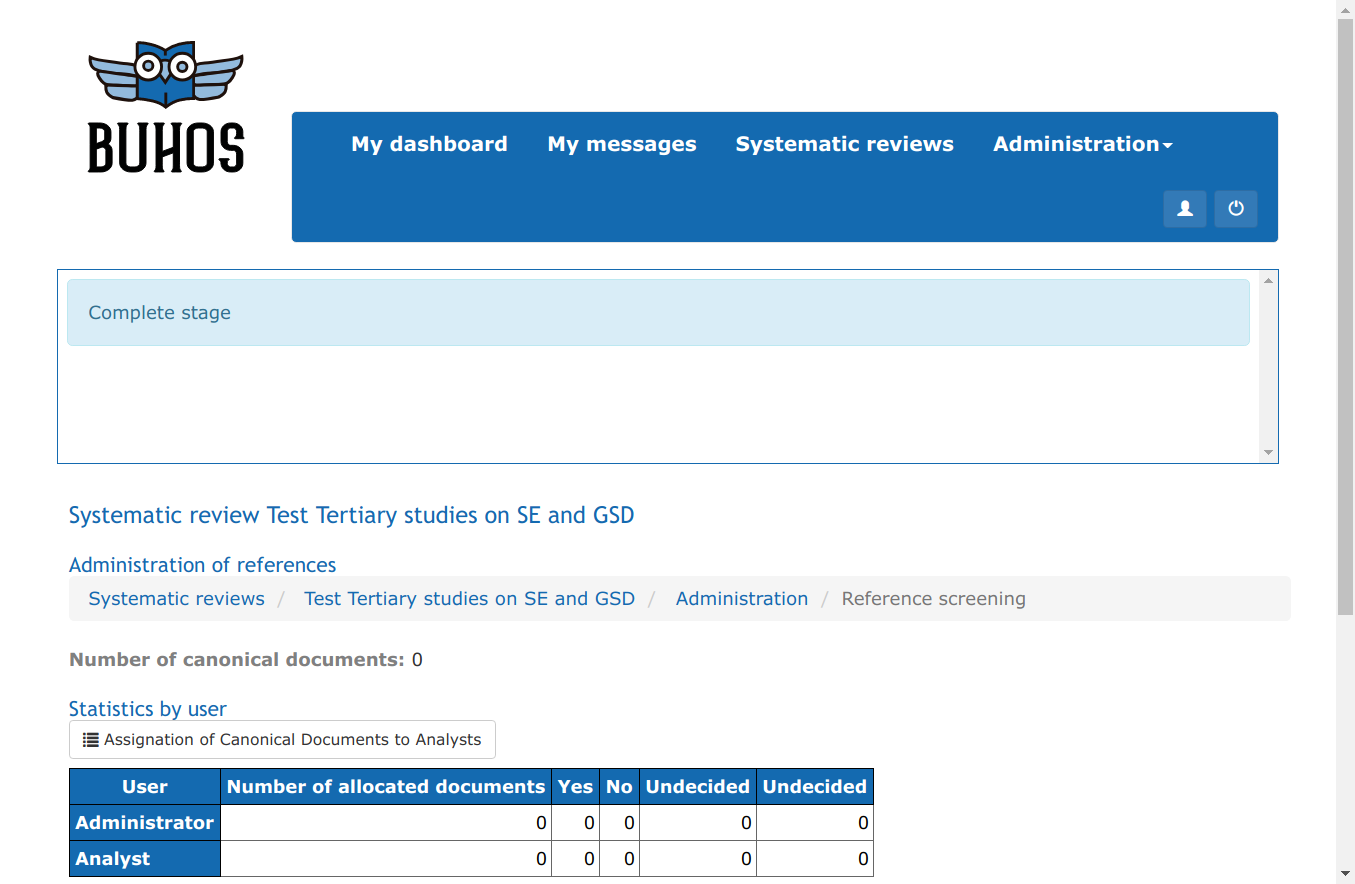 BUHOS
My dashboard My messages Systematic reviews Administration
Complete stage
Systematic review Test Tertiary studies on SE and GSD
Administration of references
Systematic reviews / Test Tertiary studies on SE and GSD / Administration / Reference screening
Number of canonical documents: 0
Statistics by user
Assignation of Canonical Documents to Analysts
User Number of allocated documents Yes No Undecided Undecided
Administrator 0 0 0 0 0
Analyst 0 0 0 0 0